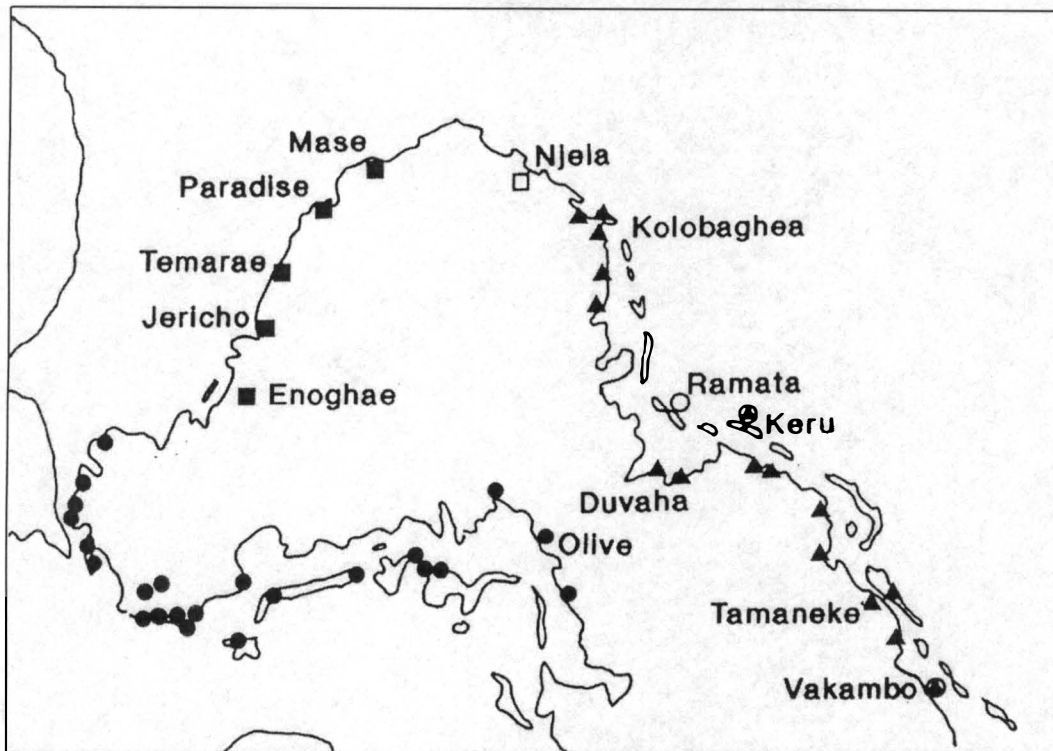 Mase
Njela
Paradise
Kolobaghea
Temarae
Jericho
Ramata
Enoghae
Keru
Duvaha
Olive
Tamaneke
Vakambo